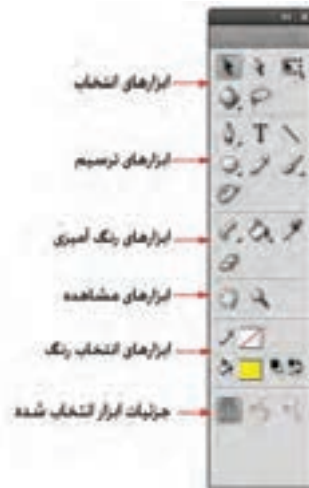 ابزارهای انتخاب
ابزارهای ترسیم
ابزارهای رنگ آمیزی
ابزارهای مشاهده
ابزارهای انتخاب رنگ
جزئیات ابزار انتخاب شده